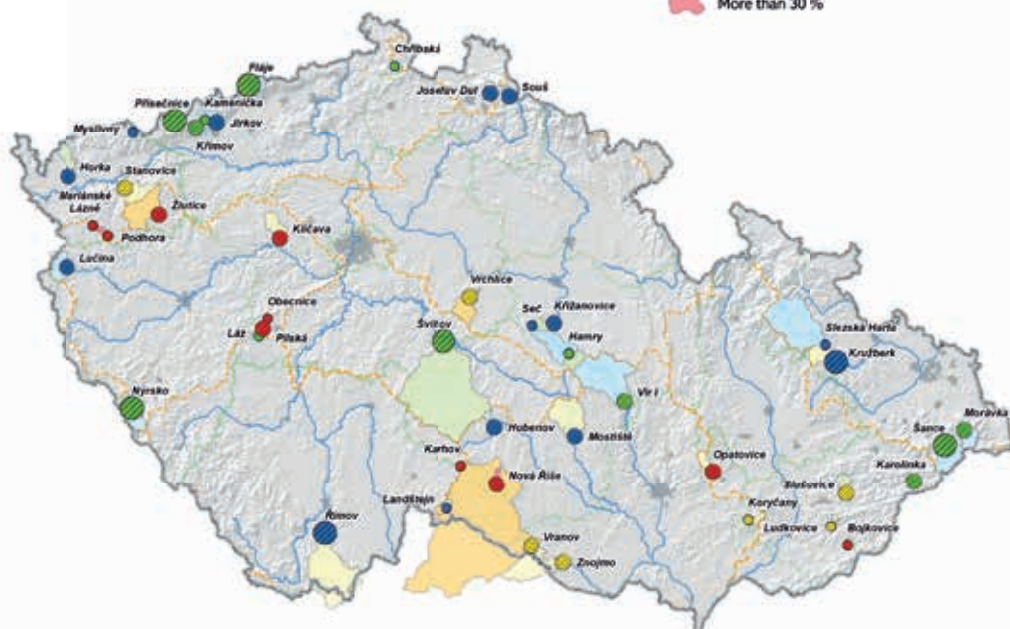 More than 30 %
Chřibská
Fláje
Josefův Důl
Souš
Přísečnice
Kamenička
Myslivny
Jirkov
Křímov
Horka
Stanovice
Mariánské
Lázně
Žlutice
Podhora
Klíčava
Lučina
Vrchlice
Obecnice
Seč
Křižanovice
Láz
Pilská
Švihov
Hamry
Slezská Harta
Kružberk
Nýrsko
Vír I
Morávka
Hubenov
Mostiště
Šance
Karhov
Opatovice
Karolinka
Nová Říše
Slušovice
Landštejn
Koryčany
Římov
Ludkovice
Bojkovice
Vranov
Znojmo